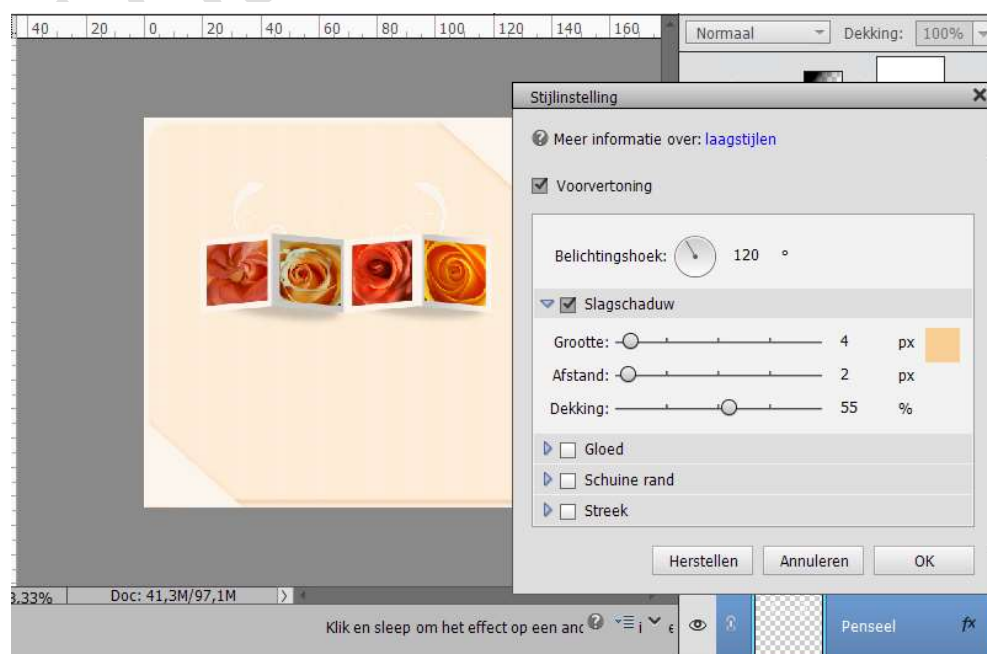 40 20 0 20 40 60 80 100 120 140 160
Normaal Dekking: 100%
Stijlinstelling
Meer informatie over: laagstijlen
Voorvertoning
Belichtingshoek: 120 °
Slagschaduw
Grootte: 4 px
Afstand: 2 px
Dekking: 55 %
Gloed
Schuine rand
Streek
Herstellen Annuleren OK
3,33% Doc: 41,3M/97,1M
Klik en sleep om het effect op een anc
Penseel fx